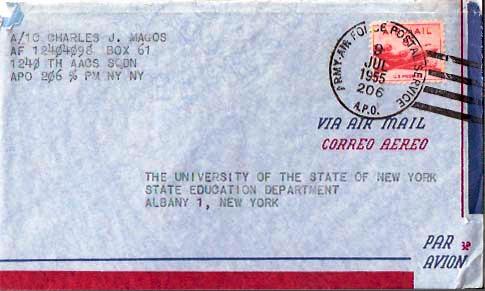 A/1C CHARLES J. MAGOS
AF 12404098 BOX 61
1240 TH AACS SQDN
APO 206 % PM NY NY
ARMY-AIR FORCE POSTAL SERVICE
8
JUL
1955
206
A.P.O.
MAIL
VIA AIR MAIL
CORREO AEREO
THE UNIVERSITY OF THE STATE OF NEW YORK
STATE EDUCATION DEPARTMENT
ALBANY 1, NEW YORK
PAR
AVION